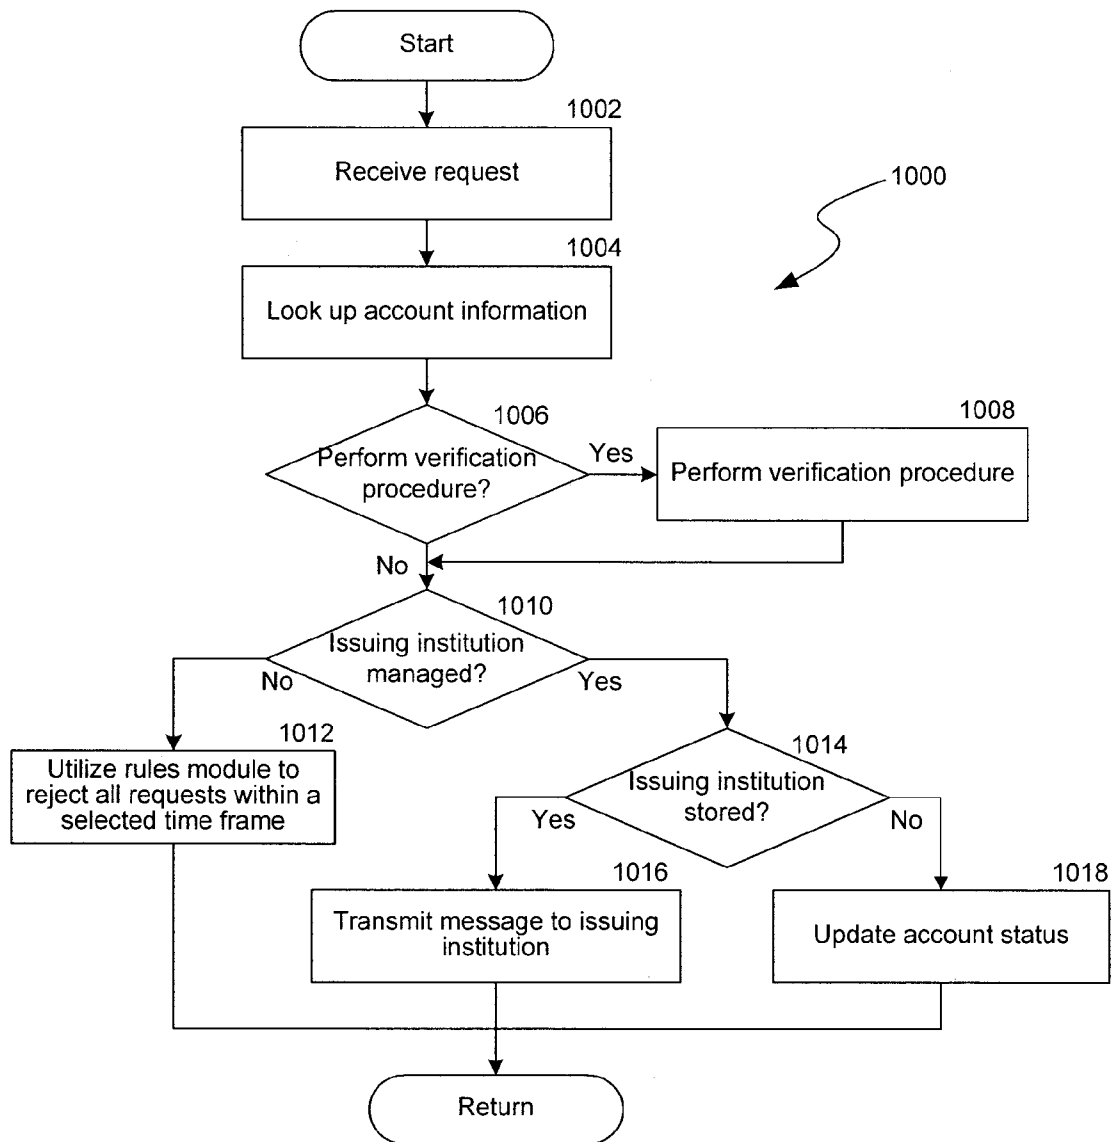 Start
1002
Receive request
1000
1004
Look up account information
1006
Perform verification
procedure?
Yes
1008
Perform verification procedure
No
1010
Issuing institution
managed?
No
Yes
1012
Utilize rules module to
reject all requests within a
selected time frame
1014
Issuing institution
stored?
Yes
No
1016
Transmit message to issuing
institution
1018
Update account status
Return